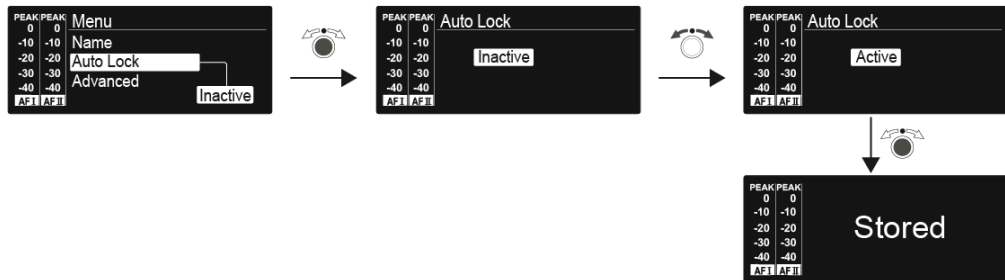 PEAK PEAK Menu
0 0
-10 -10 Name
-20 -20 Auto Lock
-30 -30 Advanced
-40 -40 Inactive
AF I AF II
PEAK PEAK Auto Lock
0 0
-10 -10
-20 -20 Inactive
-30 -30
-40 -40
AF I AF II
PEAK PEAK Auto Lock
0 0
-10 -10
-20 -20 Active
-30 -30
-40 -40
AF I AF II
PEAK PEAK
0 0
-10 -10
-20 -20 Stored
-30 -30
-40 -40
AF I AF II